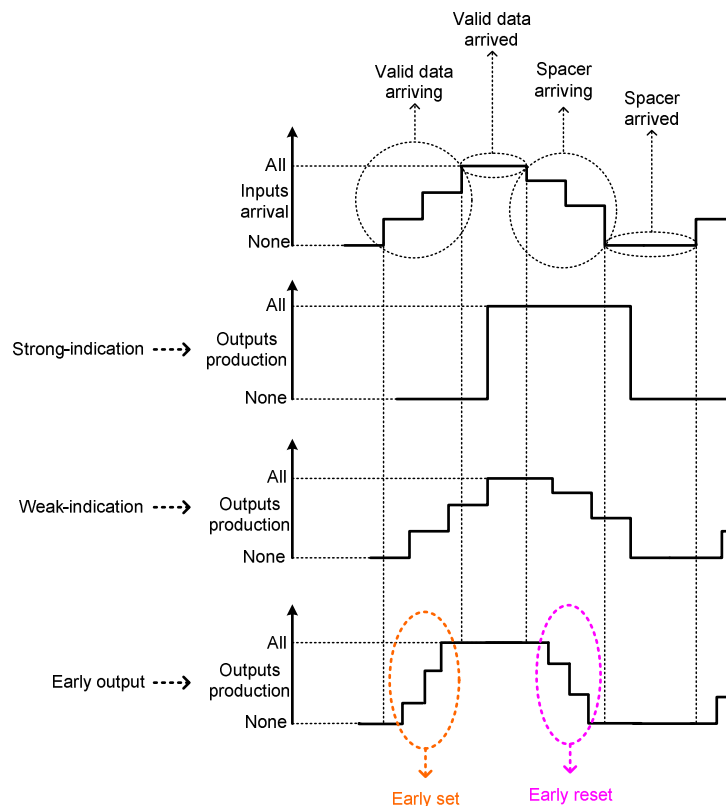 Valid data
arrived
Valid data
arriving
Spacer
arriving
Spacer
arrived
All
Inputs
arrival
None
All
Strong-indication
Outputs
production
None
All
Weak-indication
Outputs
production
None
All
Early output
Outputs
production
None
Early set
Early reset